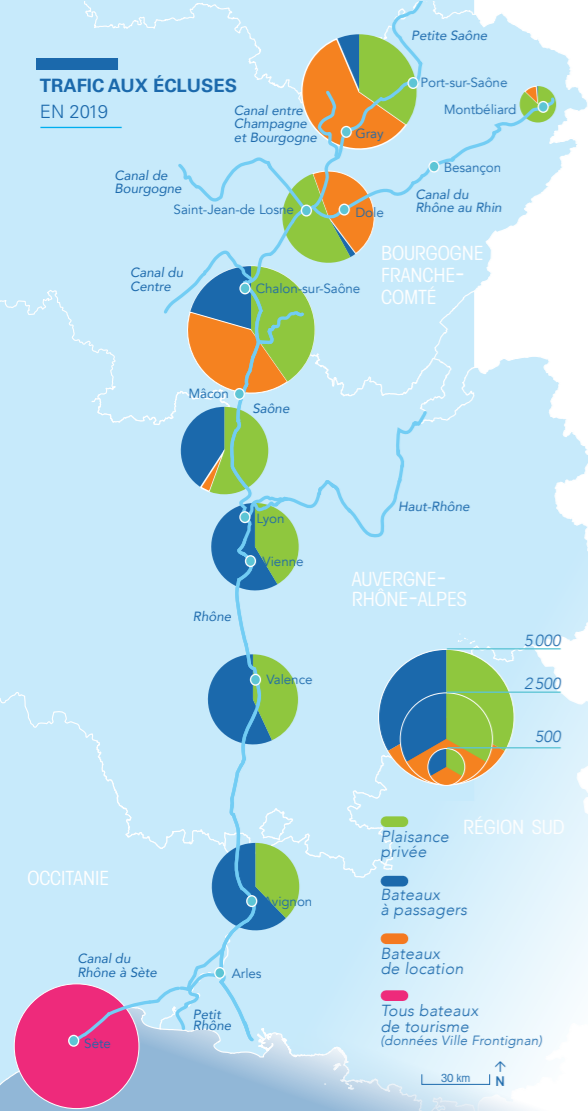 TRAFIC AUX ÉCLUSES
EN 2019
Petite Saône
Port-sur-Saône
Montbéliard
Canal entre
Champagne
et Bourgogne
Gray
Besançon
Canal de
Bourgogne
Canal du
Rhône au Rhin
Saint-Jean de Losne
Dole
BOURGOGNE
FRANCHE-
COMTÉ
Canal du
Centre
Chalon-sur-Saône
Mâcon
Saône
Haut-Rhône
Lyon
Vienne
AUVERGNE-
RHÔNE-ALPES
Rhône
5000
Valence
2500
500
Plaisance
privée
RÉGION SUD
OCCITANIE
Bateaux
à passagers
Avignon
Bateaux
de location
Canal du
Rhône à Sète
Arles
Tous bateaux
de tourisme
(données Ville Frontignan)
Petit
Rhône
Sète
30 km
N